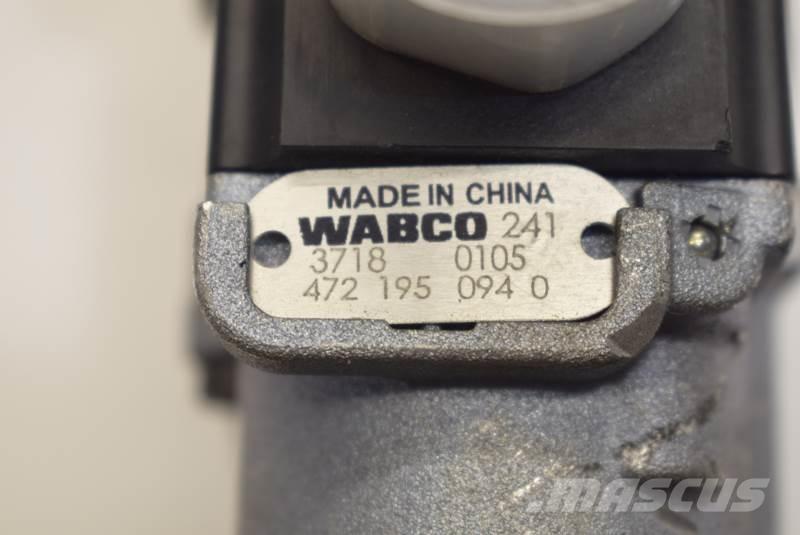 MADE IN CHINA
WABCO 241
3718 0105
472 195 094 0
mascus